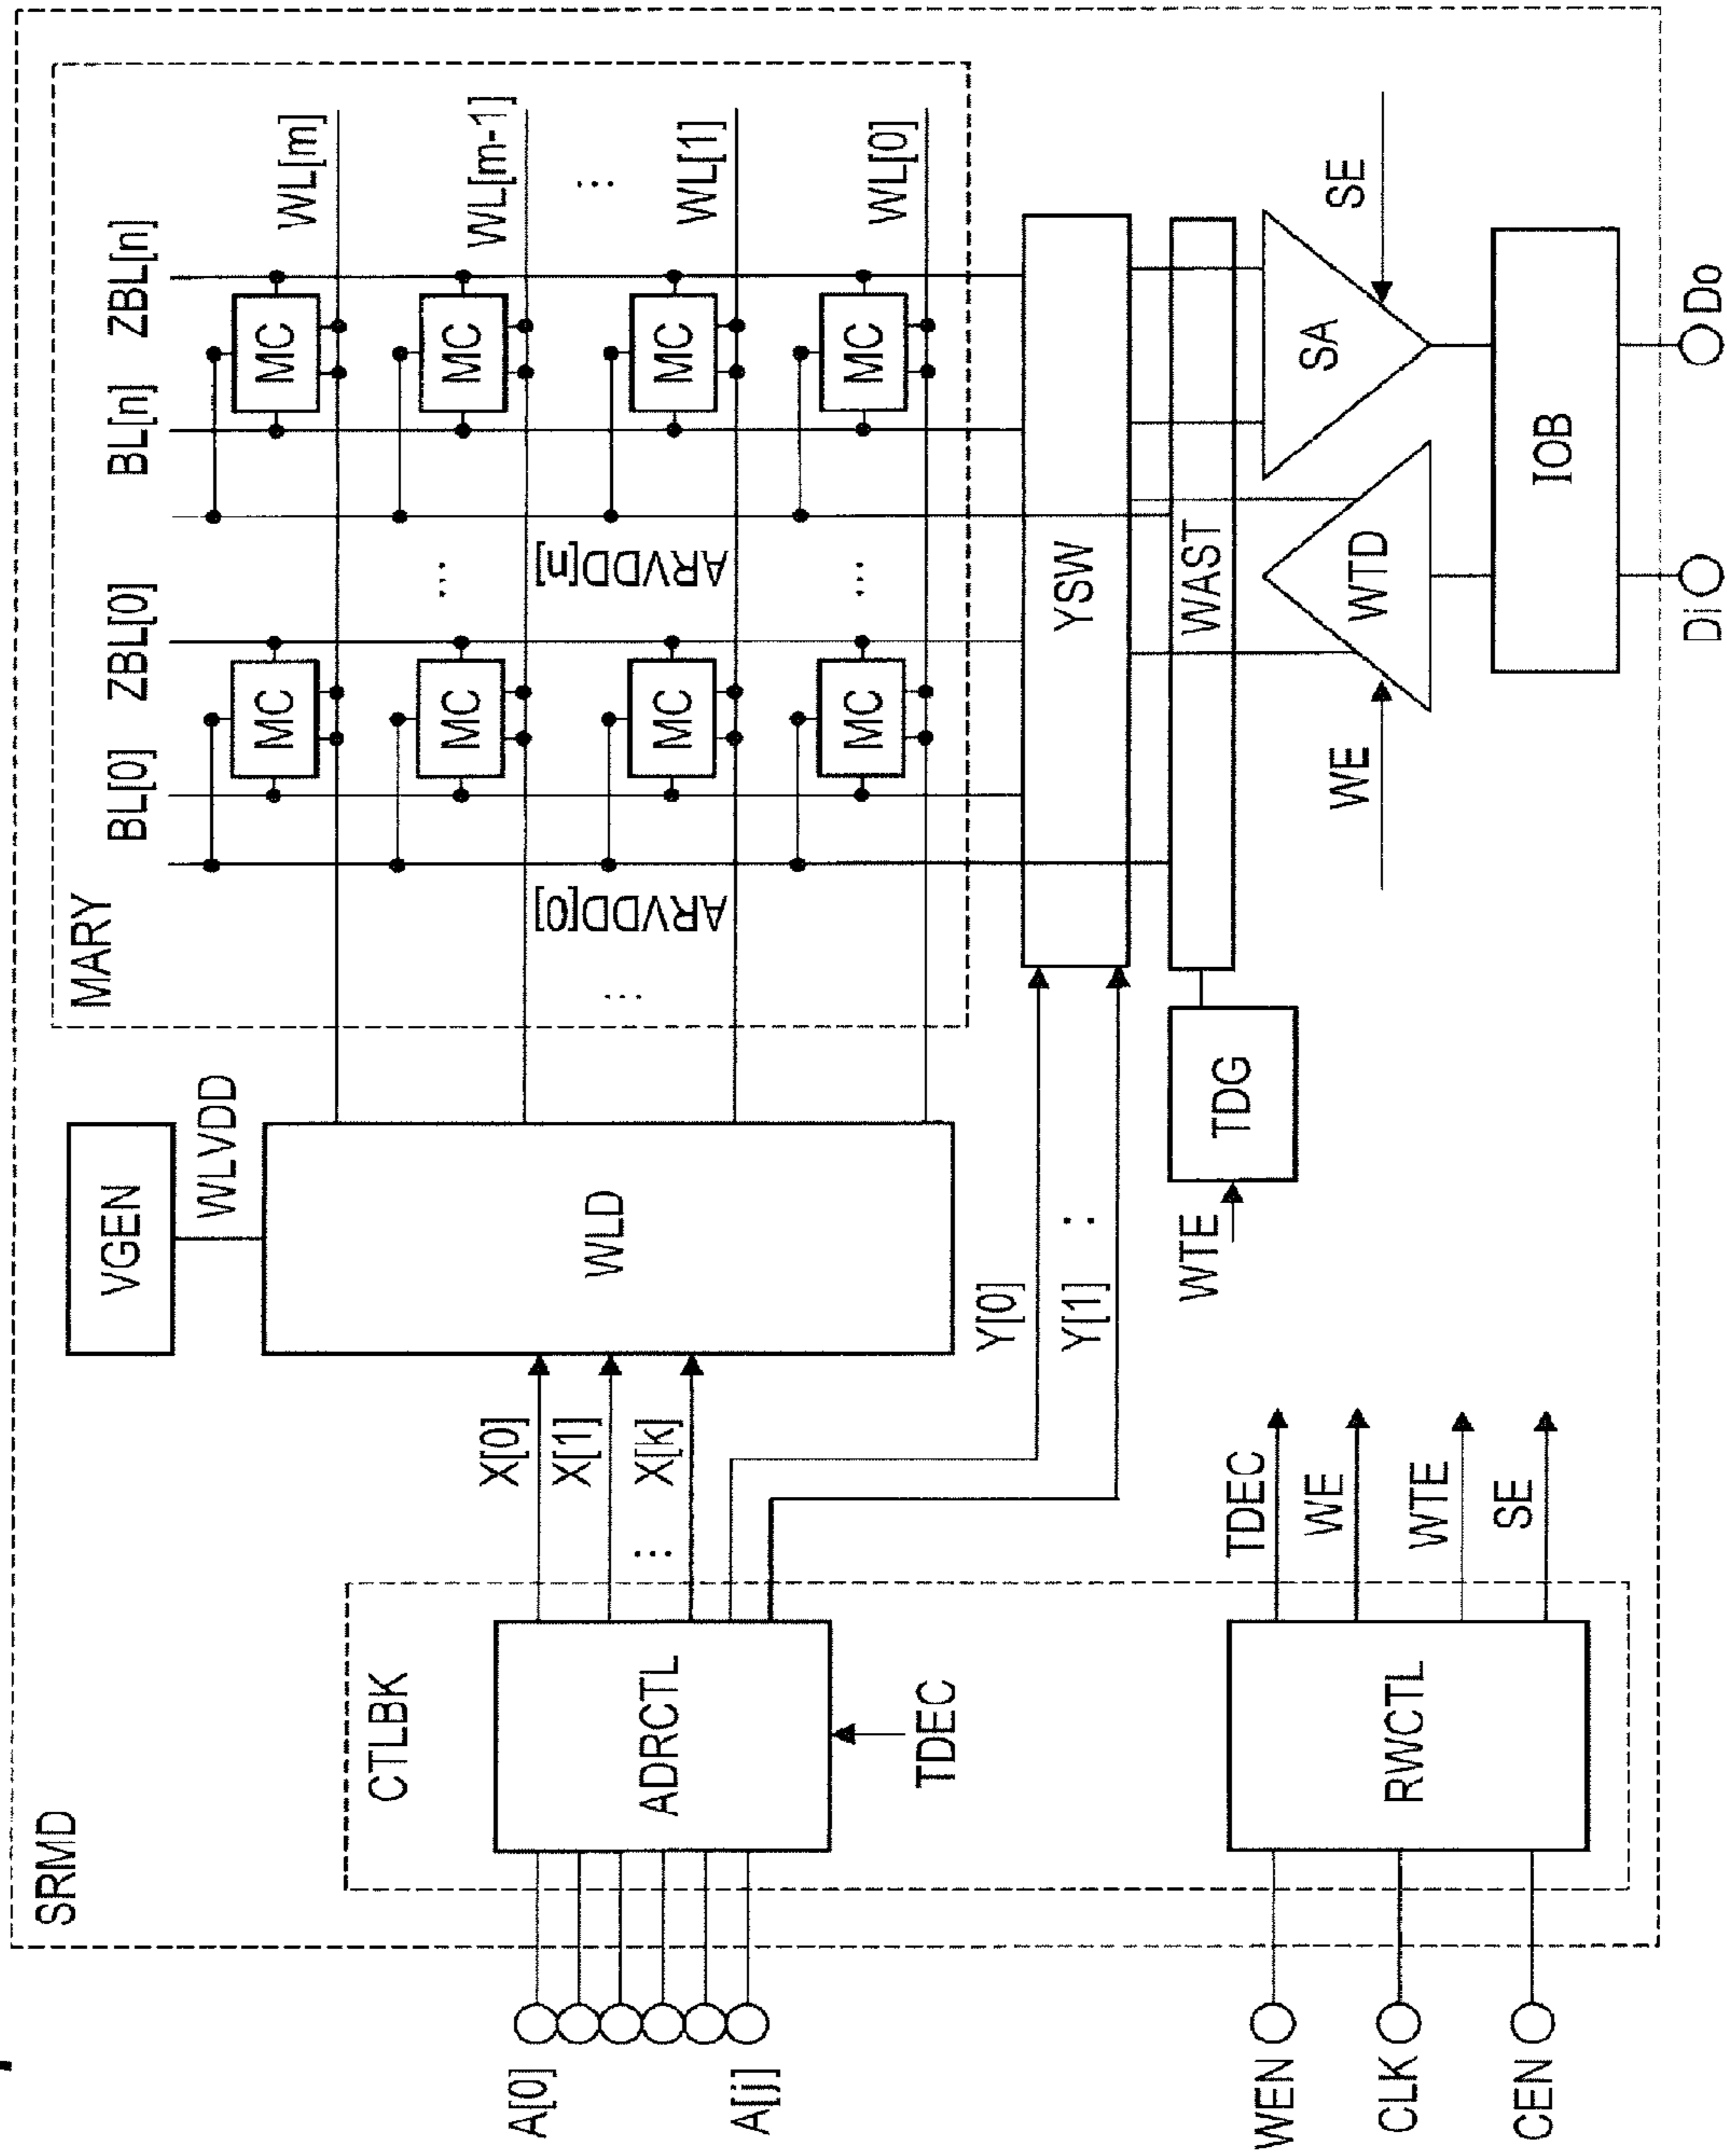 SRMD
MARY
BL[0] ZBL[0]
BL[n] ZBL[n]
VGEN
WLVDD
WLD
MC
MC
WL[m]
MC
MC
WL[m-1]
...
...
...
ARVDD[0]
ARVDD[n]
MC
MC
WL[1]
...
MC
MC
WL[0]
CTLBK
A[0]
A[j]
ADRCTL
TDEC
X[0]
X[1]
...
X[k]
Y[0]
Y[1]
..
YSW
WAST
TDG
WTE
WTD
WE
SA
SE
IOB
Di
Do
WEN
CLK
CEN
RWCTL
TDEC
WE
WTE
SE